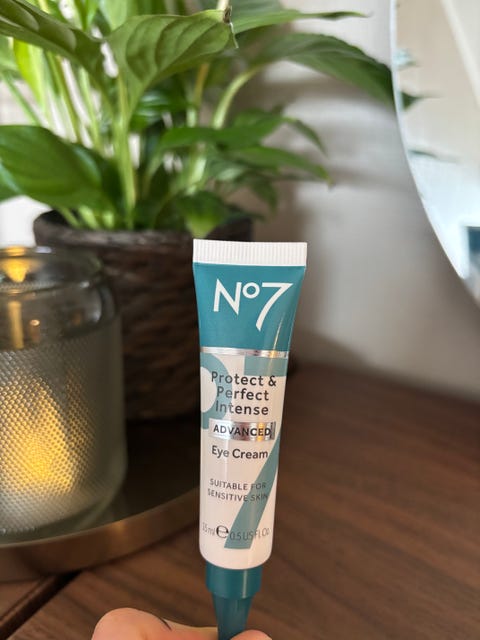 No7
Protect &
Perfect
Intense
ADVANCED
Eye Cream
SUITABLE FOR
SENSITIVE SKIN
15ml ℮ 0.5 US Fl. Oz.